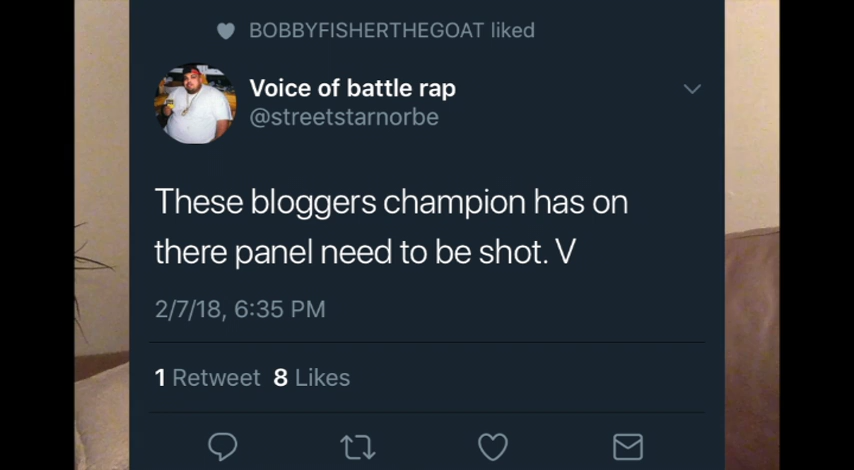 BOBBYFISHERTHEGOAT liked
Voice of battle rap
@streetstarnorbe
These bloggers champion has on
there panel need to be shot. V
2/7/18, 6:35 PM
1 Retweet 8 Likes